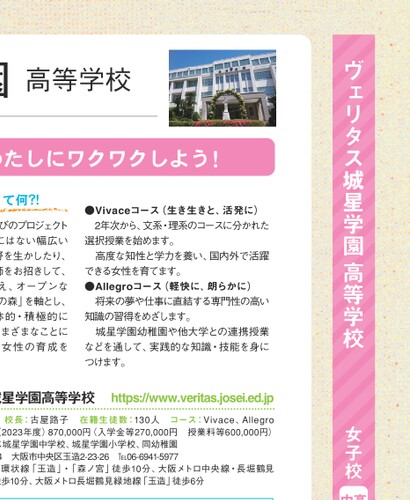 園 高等学校
わたしにワクワクしよう！
て何?!
びのプロジェクト
にはない幅広い
野を生かしたり、
師をお招きして、
え、オープンな
の森」を軸とし、
体的・積極的に
まざまなことに
女性の育成を
●Vivaceコース（生き生きと、活発に）
2年次から、文系・理系のコースに分かれた
選択授業を始めます。
高度な知性と学力を養い、国内外で活躍
できる女性を育てます。
●Allegroコース（軽快に、朗らかに）
将来の夢や仕事に直結する専門性の高い
知識の習得をめざします。
城星学園幼稚園や他大学との連携授業
などを通して、実践的な知識・技能を身に
つけます。
城星学園高等学校 https://www.veritas.josei.ed.jp
校長：古屋路子 在籍生徒数：130人 コース：Vivace、Allegro
（2023年度）870,000円（入学金270,000円 授業料等600,000円）
城星学園中学校、城星学園小学校、同幼稚園
4 大阪市中央区玉造2-23-26 ℡06-6941-5977
環状線「玉造」・「森ノ宮」徒歩10分、大阪メトロ中央線・長堀鶴見
徒歩10分、大阪メトロ長堀鶴見緑地線「玉造」徒歩6分
ヴェリタス城星学園高等学校
女子校
中高